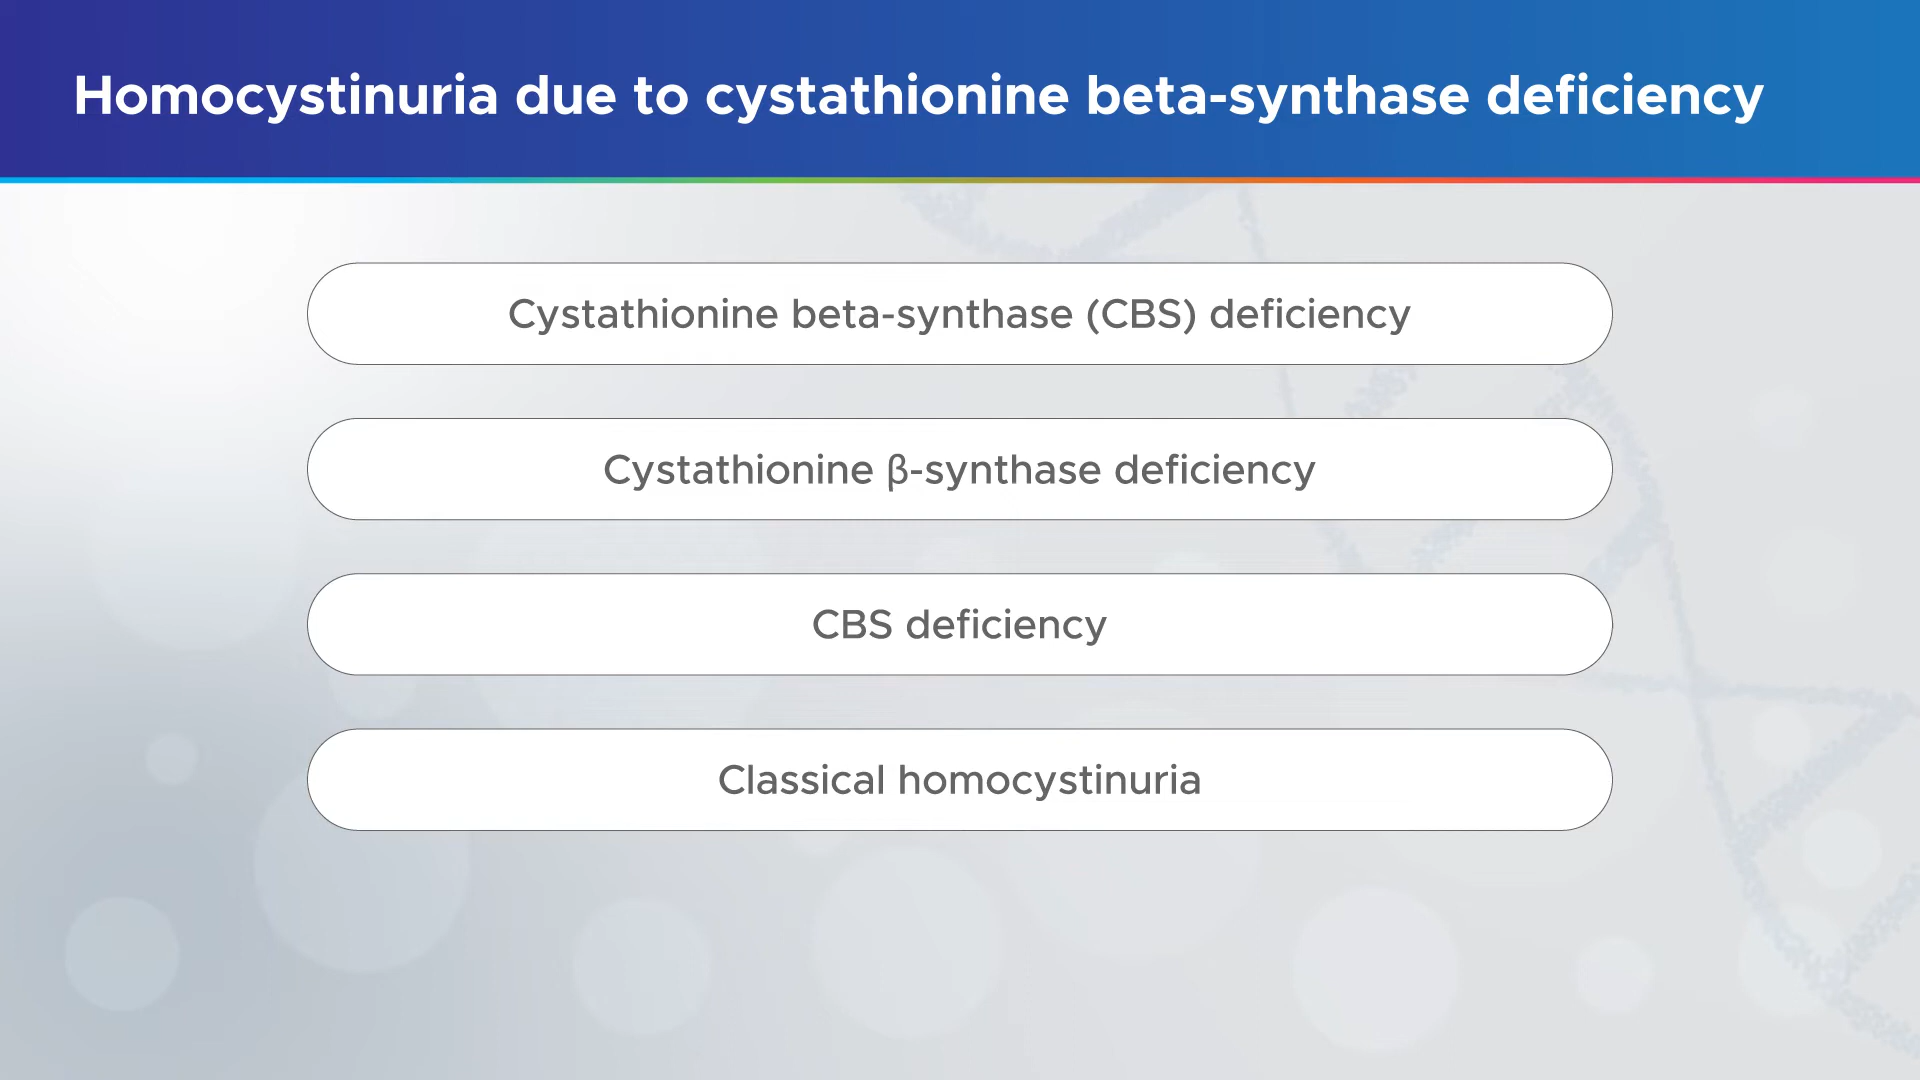 Homocystinuria due to cystathionine beta-synthase deficiency
Cystathionine beta-synthase (CBS) deficiency
Cystathionine β-synthase deficiency
CBS deficiency
Classical homocystinuria